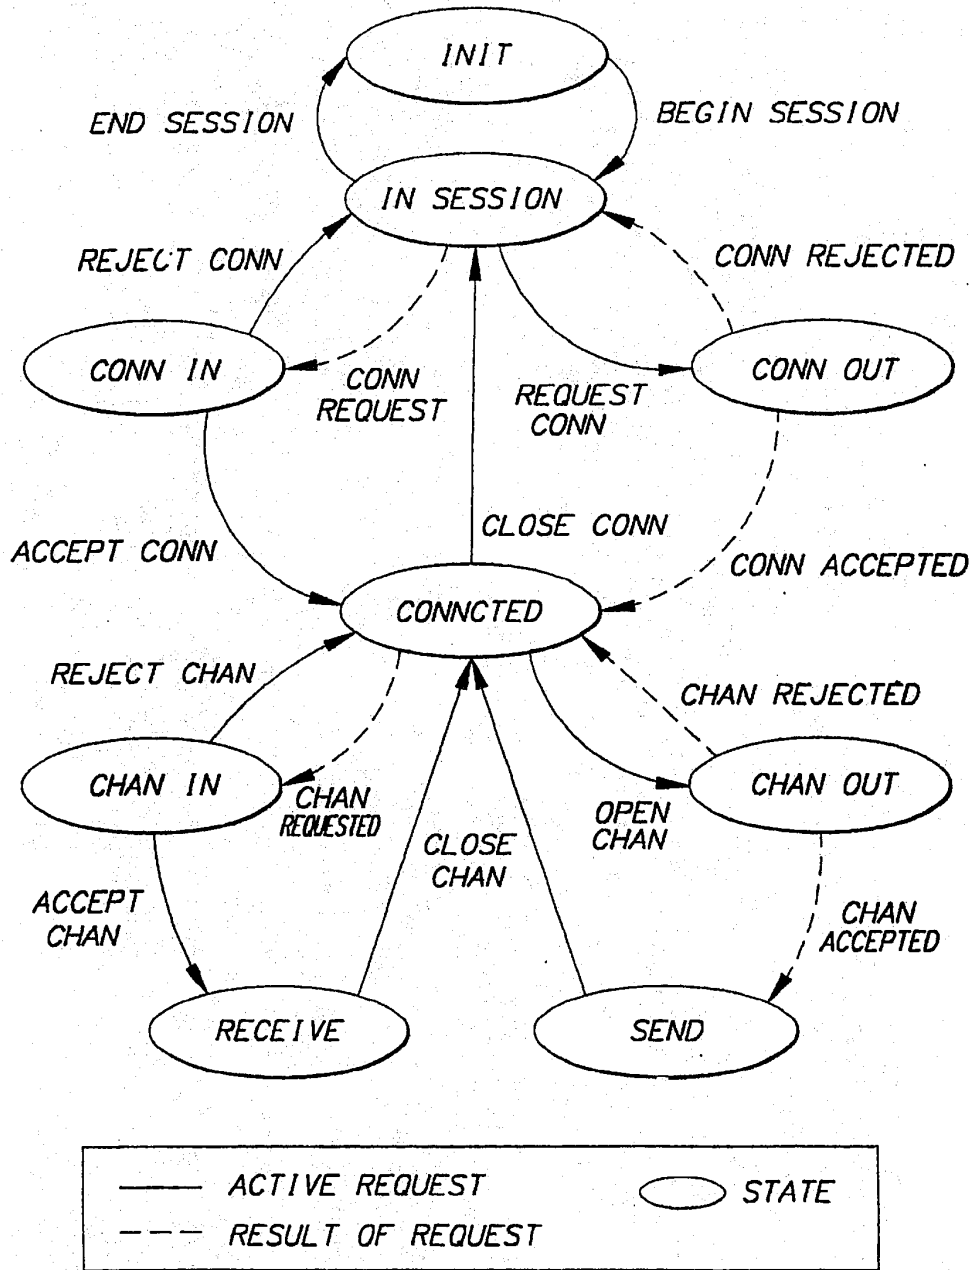 INIT
END SESSION
BEGIN SESSION
IN SESSION
REJECT CONN
CONN REJECTED
CONN IN
CONN
REQUEST
REQUEST
CONN
CONN OUT
ACCEPT CONN
CLOSE CONN
CONN ACCEPTED
CONNCTED
REJECT CHAN
CHAN REJECTED
CHAN IN
CHAN
REQUESTED
CLOSE
CHAN
OPEN
CHAN
CHAN OUT
ACCEPT
CHAN
CHAN
ACCEPTED
RECEIVE
SEND
ACTIVE REQUEST
STATE
RESULT OF REQUEST